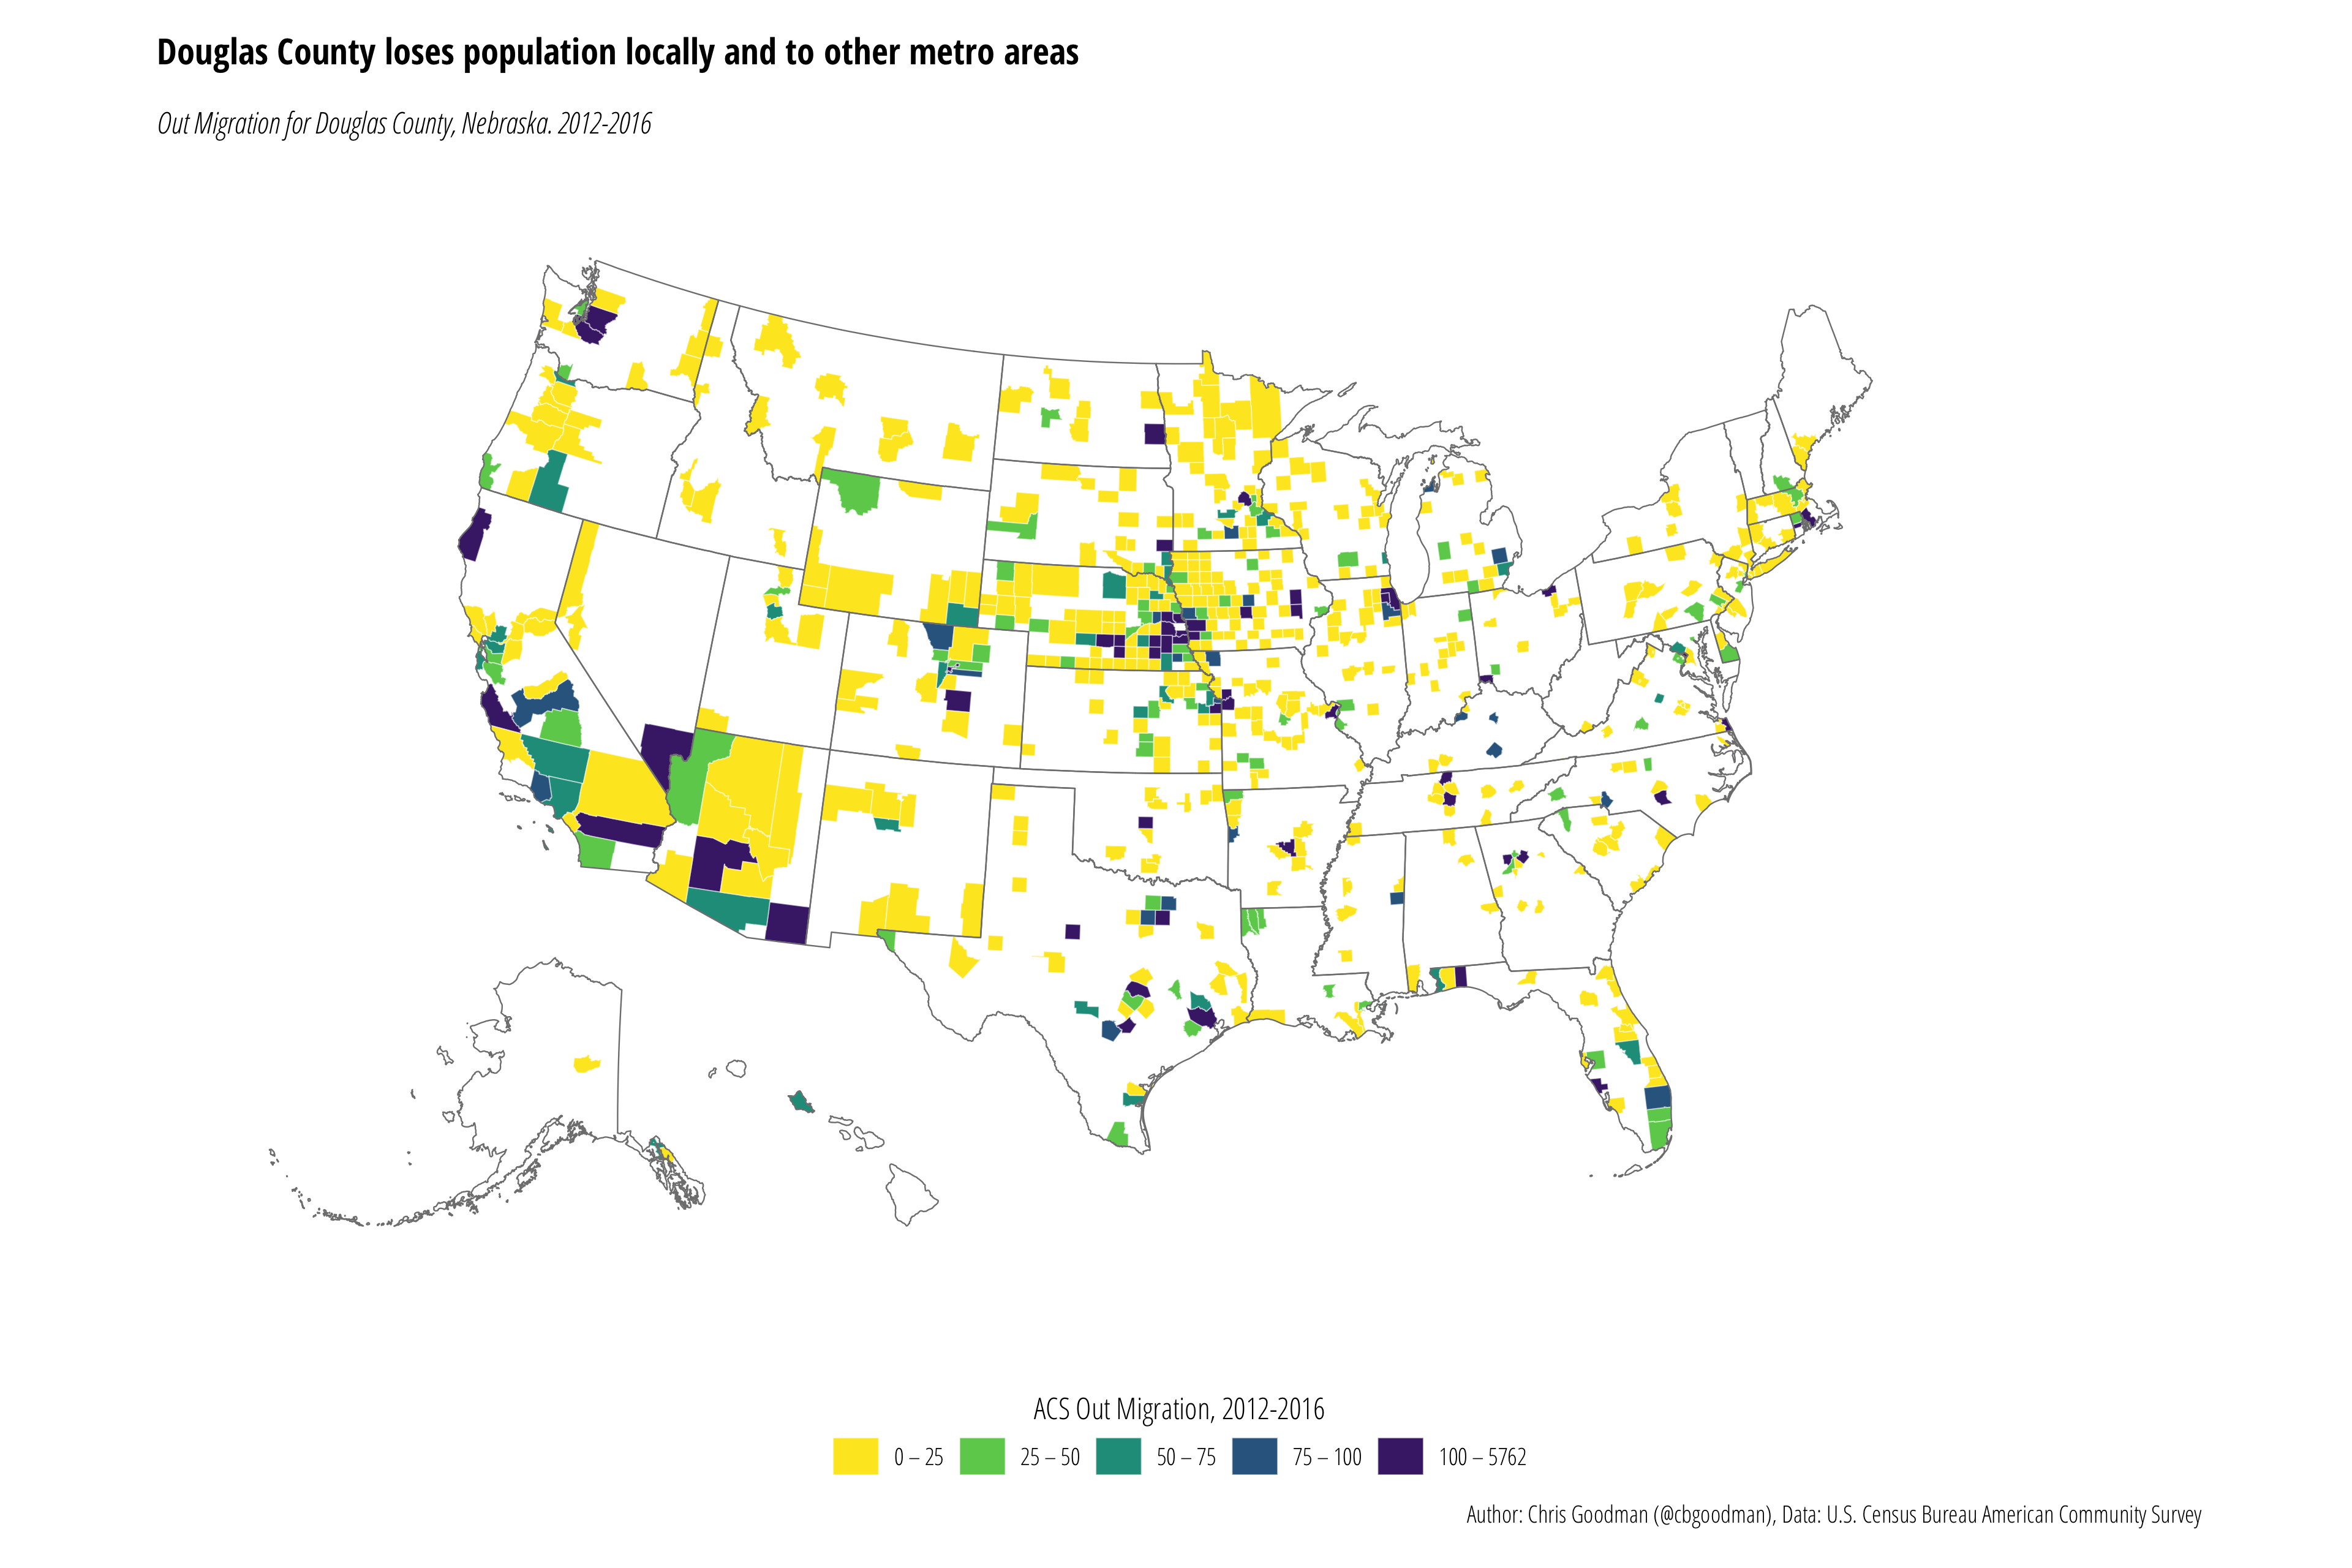 Douglas County loses population locally and to other metro areas
Out Migration for Douglas County, Nebraska. 2012-2016
ACS Out Migration, 2012-2016
0 – 25 25 – 50 50 – 75 75 – 100 100 – 5762
Author: Chris Goodman (@cbgoodman), Data: U.S. Census Bureau American Community Survey